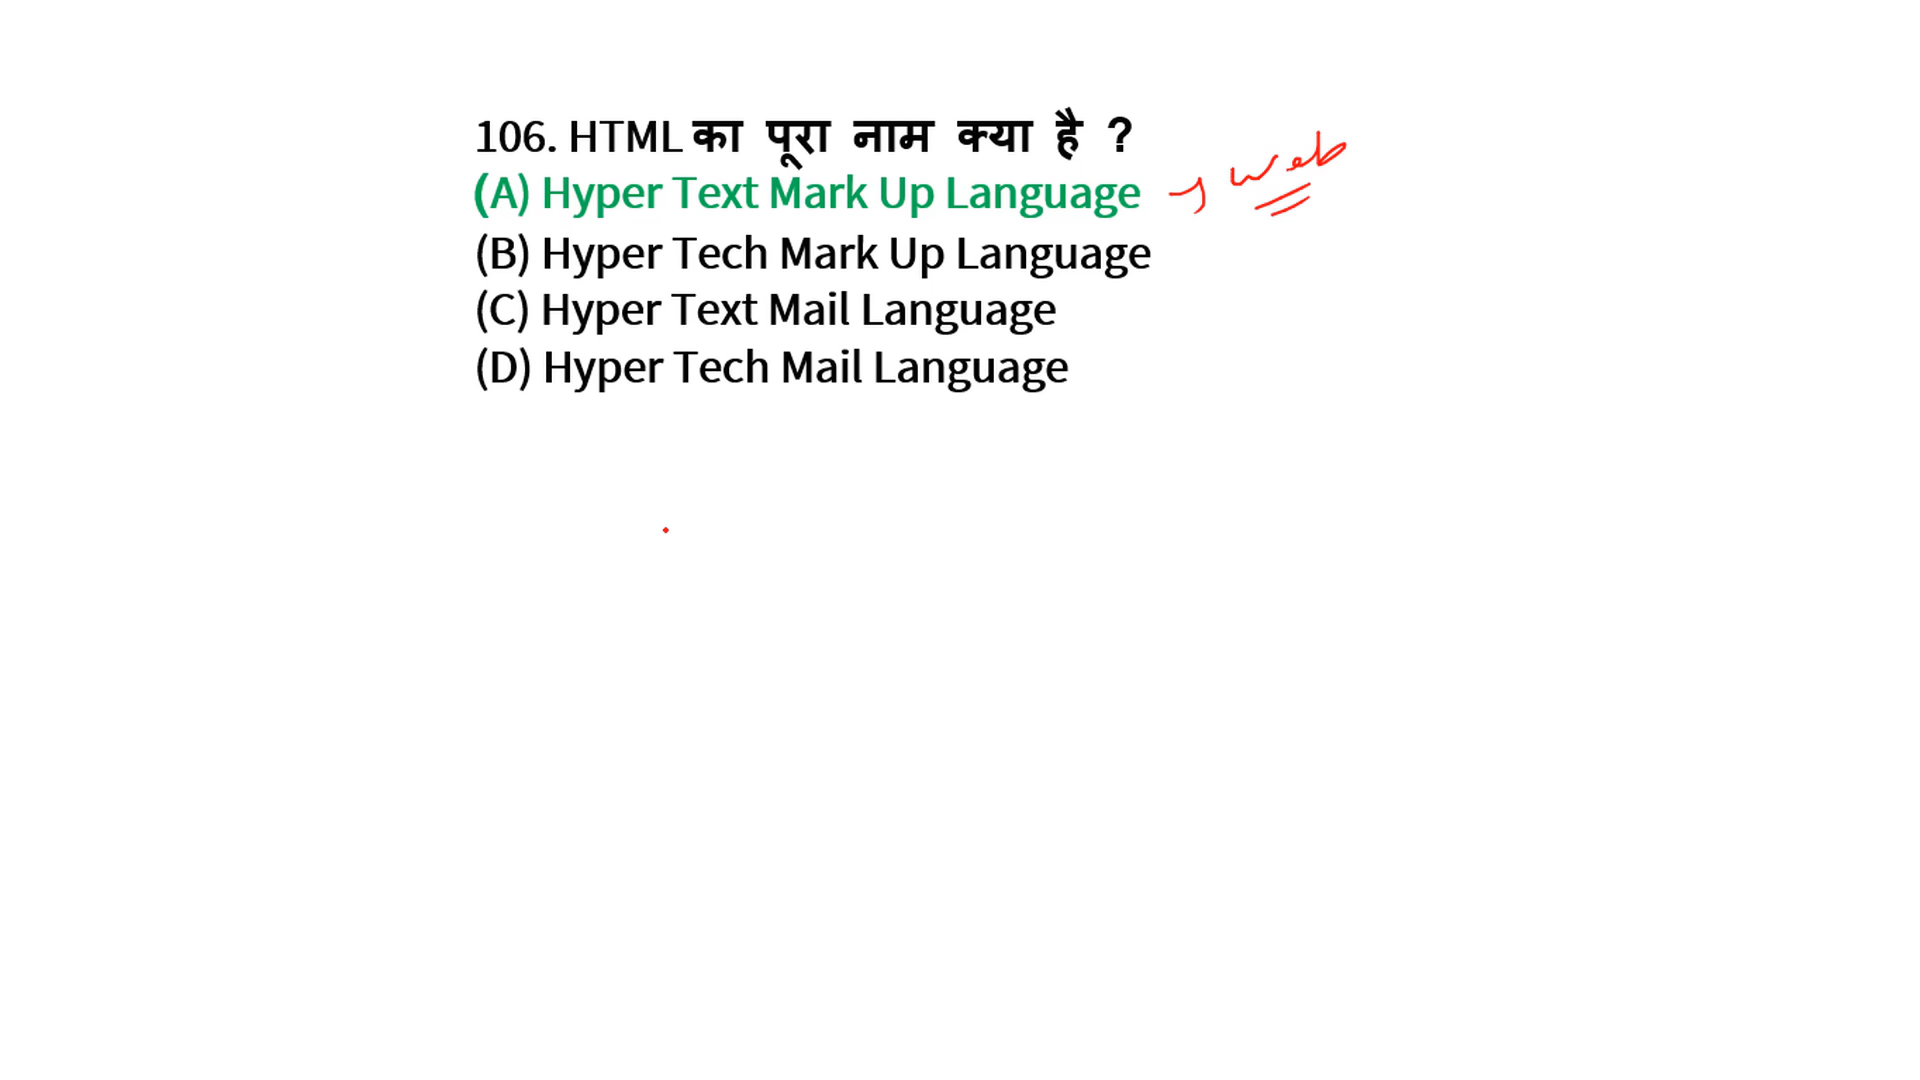 106. HTML का पूरा नाम क्या है ?
(A) Hyper Text Mark Up Language → Web
(B) Hyper Tech Mark Up Language
(C) Hyper Text Mail Language
(D) Hyper Tech Mail Language